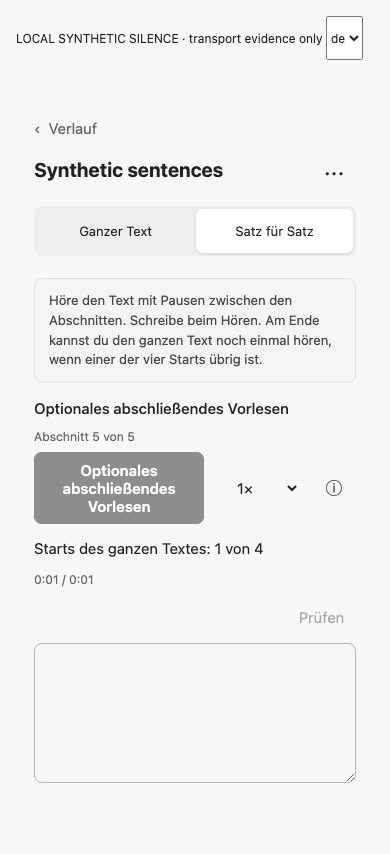 LOCAL SYNTHETIC SILENCE · transport evidence only de
‹ Verlauf
Synthetic sentences ...
Ganzer Text Satz für Satz
Höre den Text mit Pausen zwischen den
Abschnitten. Schreibe beim Hören. Am Ende
kannst du den ganzen Text noch einmal hören,
wenn einer der vier Starts übrig ist.
Optionales abschließendes Vorlesen
Abschnitt 5 von 5
Optionales
abschließendes
Vorlesen
1×
Starts des ganzen Textes: 1 von 4
0:01 / 0:01
Prüfen